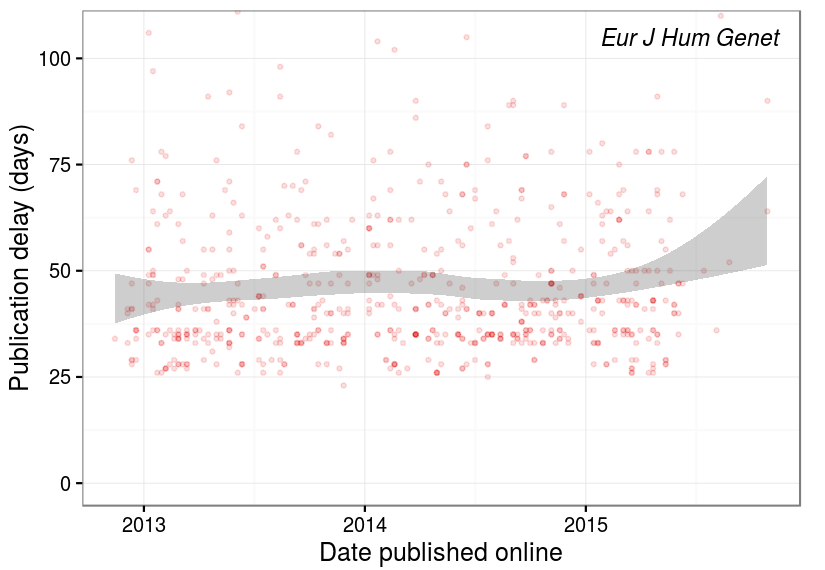 Eur J Hum Genet
Publication delay (days)
100
75
50
25
0
2013 2014 2015
Date published online